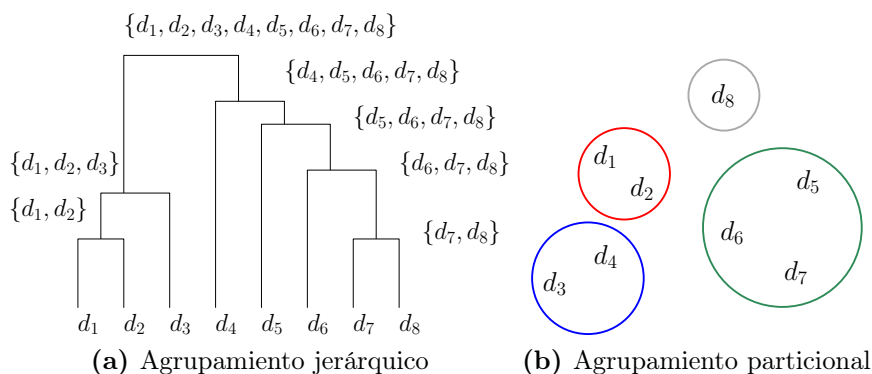 {d₁, d₂, d₃, d₄, d₅, d₆, d₇, d₈}
{d₄, d₅, d₆, d₇, d₈}
{d₅, d₆, d₇, d₈}
{d₁, d₂, d₃}
{d₆, d₇, d₈}
{d₁, d₂}
{d₇, d₈}
d₁ d₂ d₃ d₄ d₅ d₆ d₇ d₈
(a) Agrupamiento jerárquico
d₈
d₁
d₂
d₅
d₆
d₇
d₄
d₃
(b) Agrupamiento particional